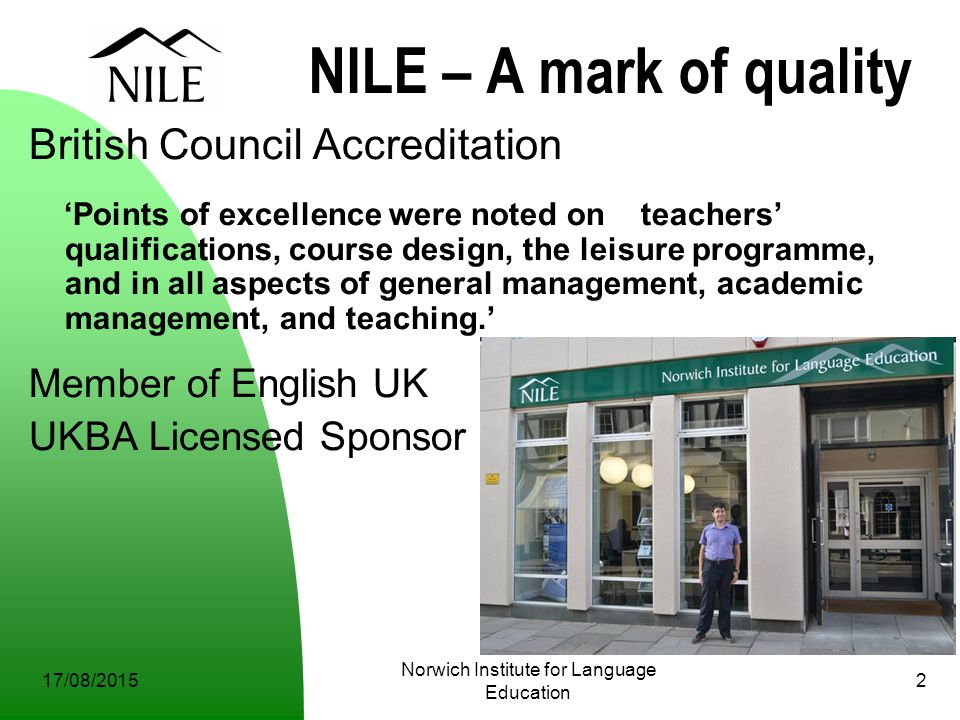 NILE
NILE – A mark of quality
British Council Accreditation
‘Points of excellence were noted on teachers’
qualifications, course design, the leisure programme,
and in all aspects of general management, academic
management, and teaching.’
Member of English UK
UKBA Licensed Sponsor
NILE
Norwich Institute for Language Education
17/08/2015
Norwich Institute for Language
Education
2